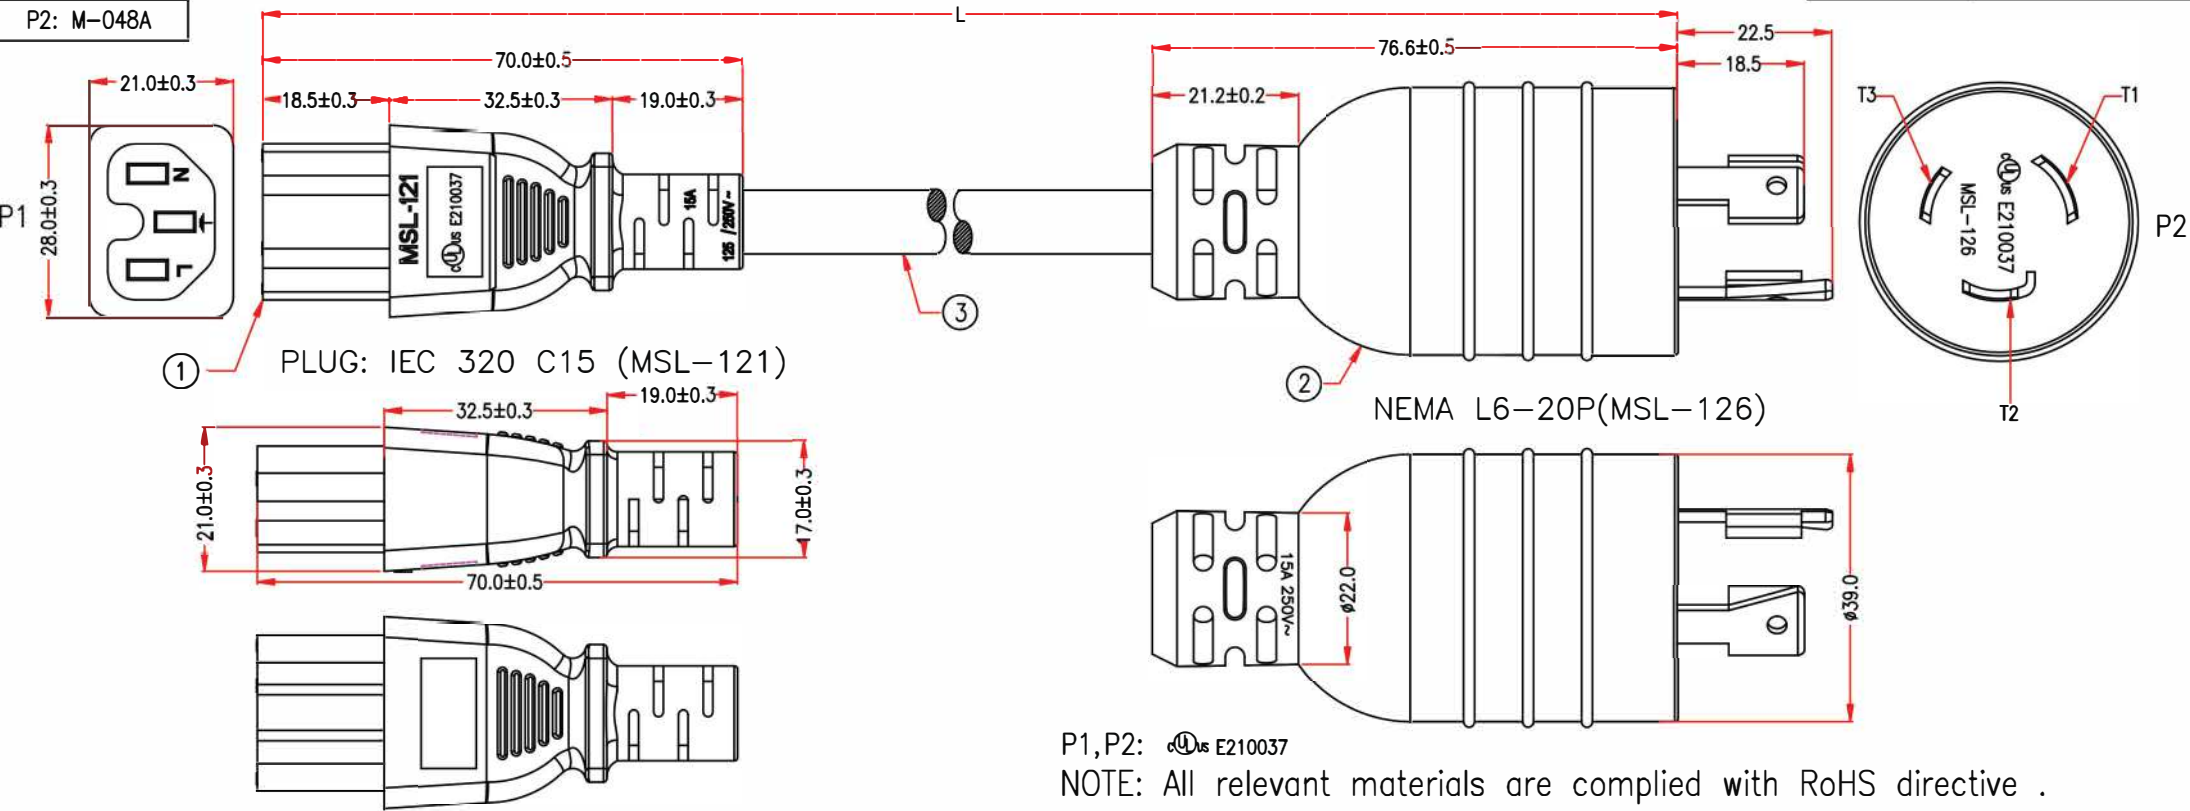 P2: M-048A
L
70.0±0.5
76.6±0.5
22.5
18.5
21.0±0.3
18.5±0.3
32.5±0.3
19.0±0.3
21.2±0.2
T3
T1
P1
28.0±0.3
N
L
MSL-121
cULus E210037
15A
125/250V~
cULus E210037
MSL-126
P2
3
1
PLUG: IEC 320 C15 (MSL-121)
2
NEMA L6-20P(MSL-126)
T2
32.5±0.3
19.0±0.3
21.0±0.3
17.0±0.3
70.0±0.5
15A 250V~
ø22.0
ø39.0
P1,P2: cULus E210037
NOTE: All relevant materials are complied with RoHS directive .